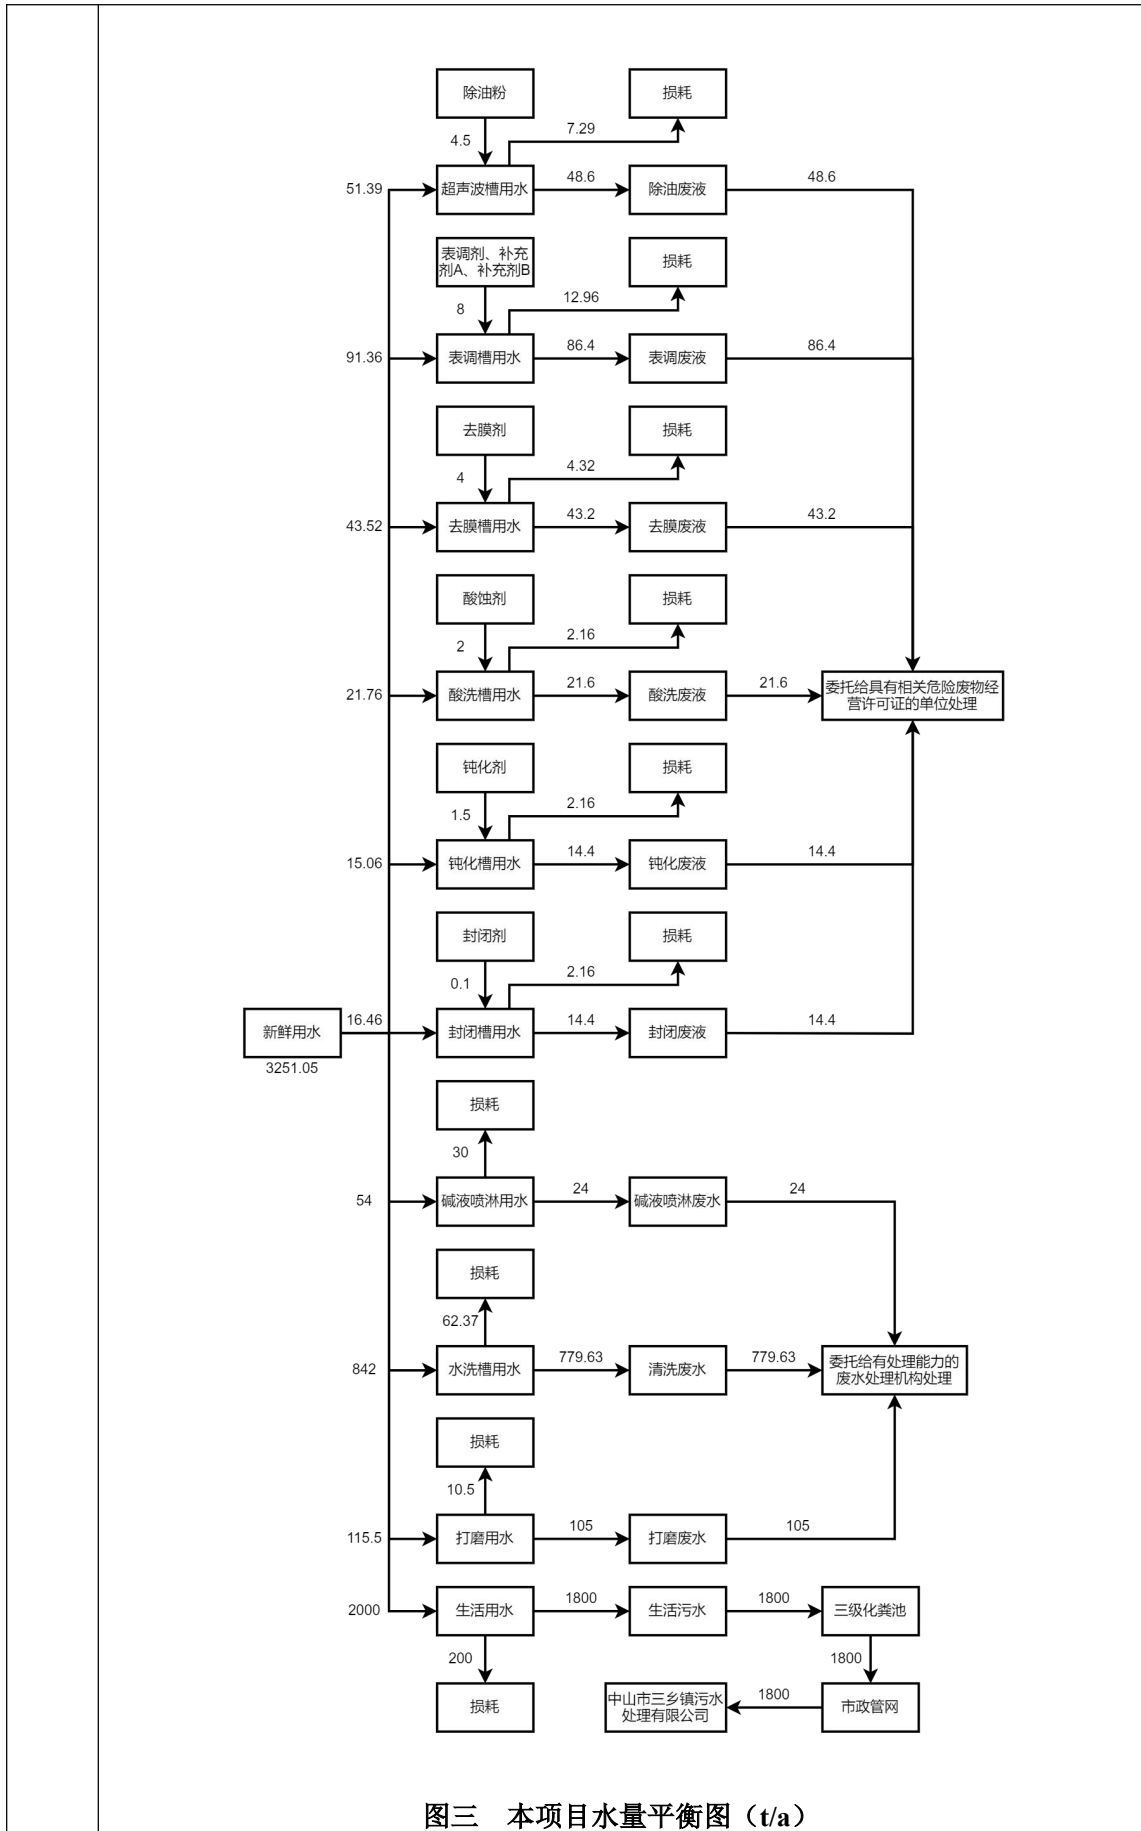 除油粉
损耗
4.5
7.29
51.39
超声波槽用水
48.6
除油废液
48.6
表调剂、补充
剂A、补充剂B
损耗
8
12.96
91.36
表调槽用水
86.4
表调废液
86.4
去膜剂
损耗
4
4.32
43.52
去膜槽用水
43.2
去膜废液
43.2
酸蚀剂
损耗
2
2.16
21.76
酸洗槽用水
21.6
酸洗废液
21.6
委托给具有相关危险废物经
营许可证的单位处理
钝化剂
损耗
1.5
2.16
15.06
钝化槽用水
14.4
钝化废液
14.4
封闭剂
损耗
0.1
2.16
新鲜用水
3251.05
16.46
封闭槽用水
14.4
封闭废液
14.4
损耗
30
54
碱液喷淋用水
24
碱液喷淋废水
24
损耗
62.37
842
水洗槽用水
779.63
清洗废水
779.63
委托给有处理能力的
废水处理机构处理
损耗
10.5
115.5
打磨用水
105
打磨废水
105
2000
生活用水
1800
生活污水
1800
三级化粪池
200
1800
损耗
中山市三乡镇污水
处理有限公司
1800
市政管网
图三 本项目水量平衡图（t/a）